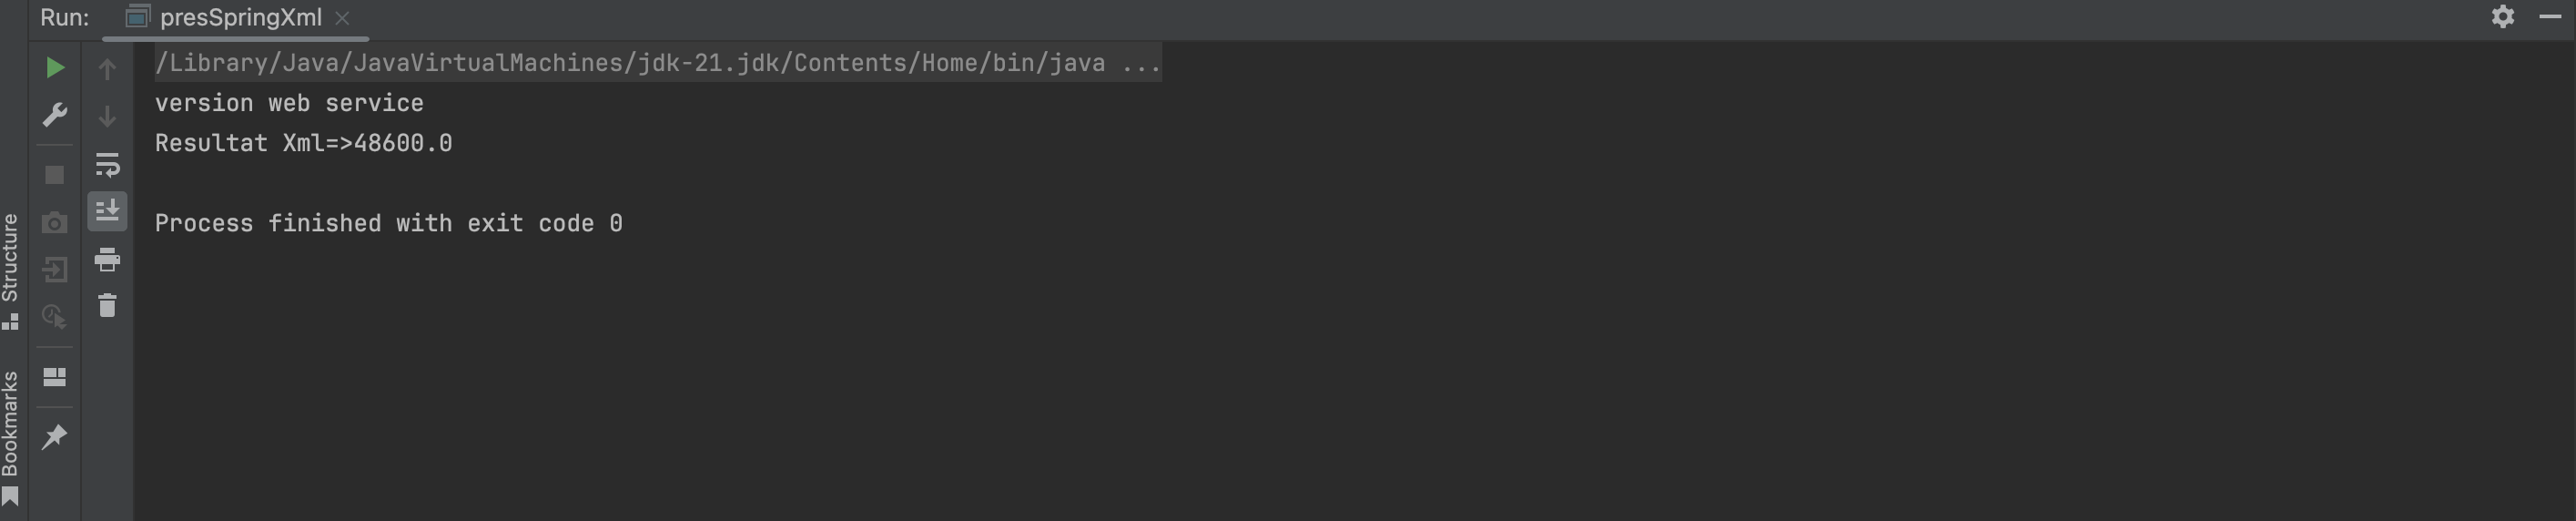 Run: presSpringXml
/Library/Java/JavaVirtualMachines/jdk-21.jdk/Contents/Home/bin/java ...
version web service
Resultat Xml=>48600.0
Process finished with exit code 0
Structure
Bookmarks